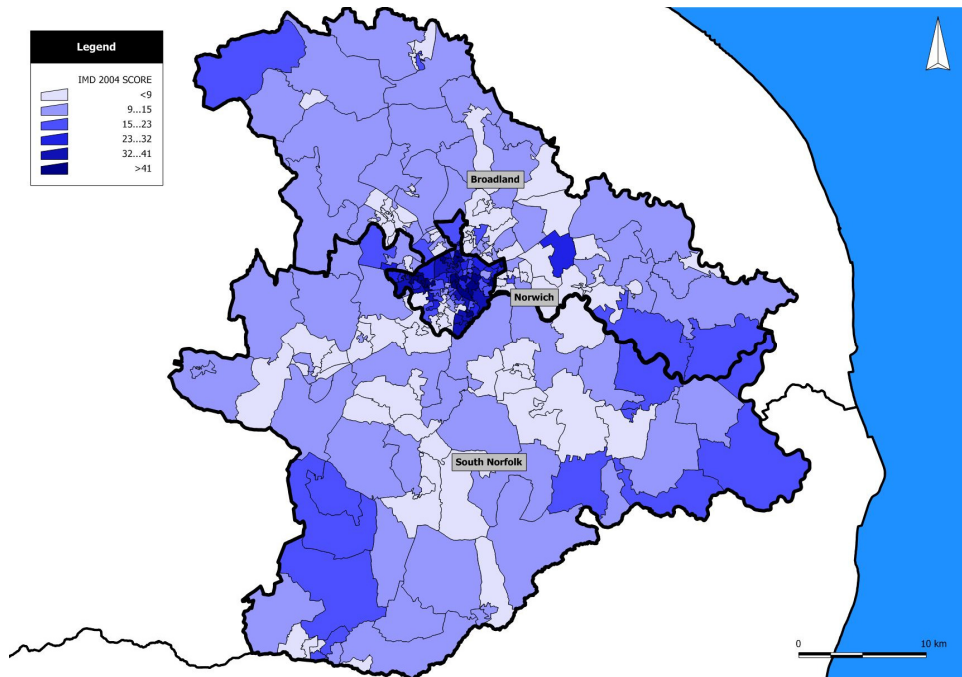 Legend
IMD 2004 SCORE
<9
9...15
15...23
23...32
32...41
>41
Broadland
Norwich
South Norfolk
0 10 km